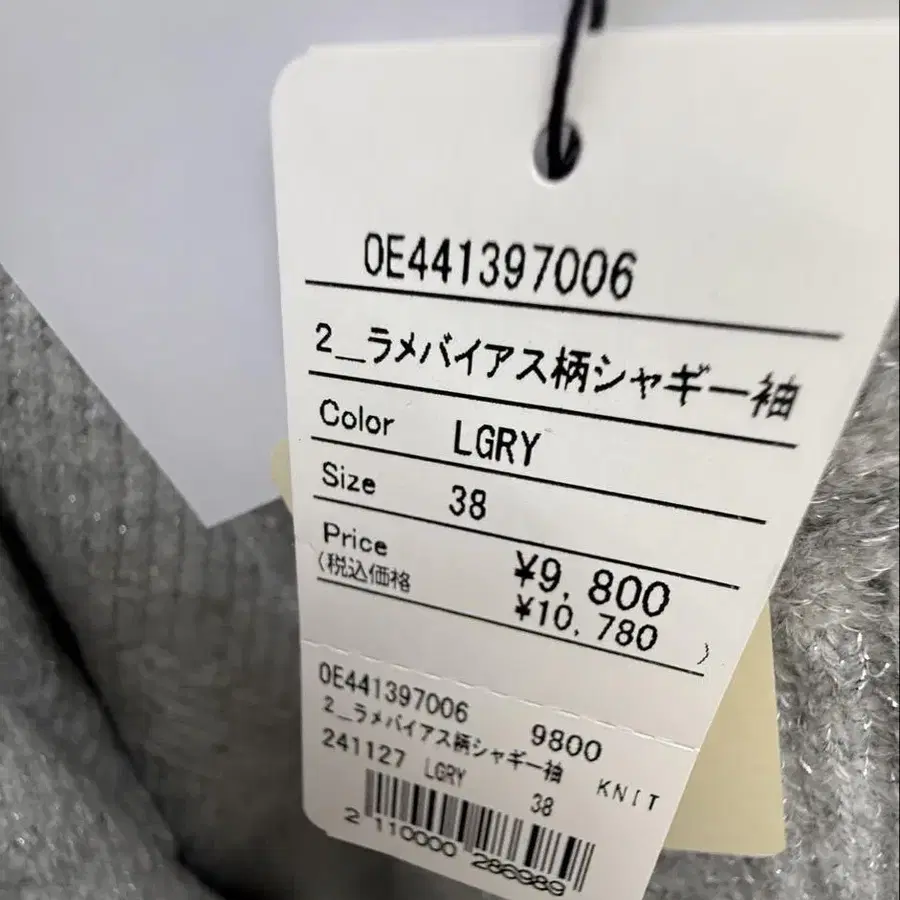 0E441397006
2__ラメバイアス柄シャギー袖
Color LGRY
Size 38
Price ¥9,800
(税込価格 ¥10,780 )
0E441397006 9800
2__ラメバイアス柄シャギー袖 KNIT
241127 LGRY 38
2 110000 286989